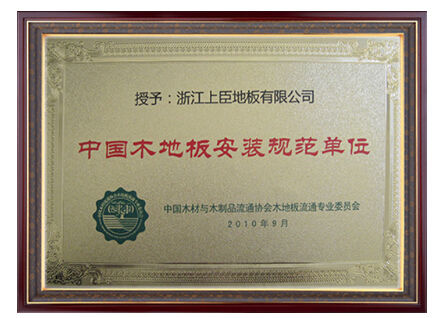 授予：浙江上臣地板有限公司
中国木地板安装规范单位
中国木材与木制品流通协会木地板流通专业委员会
2010年9月